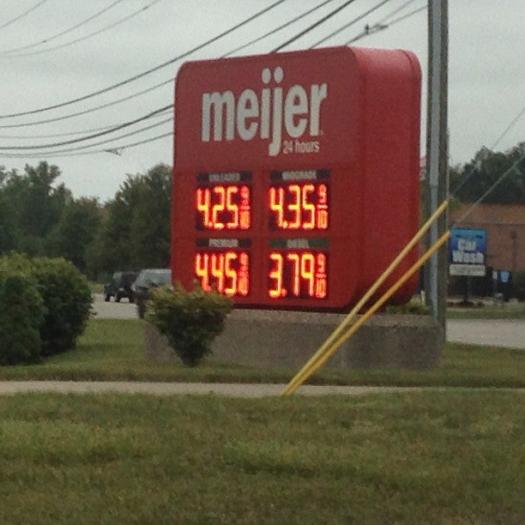 meijer
24 hours
UNLEADED MIDGRADE
4.25 9/10 4.35 9/10
PREMIUM DIESEL
4.45 9/10 3.79 9/10
Car
Wash